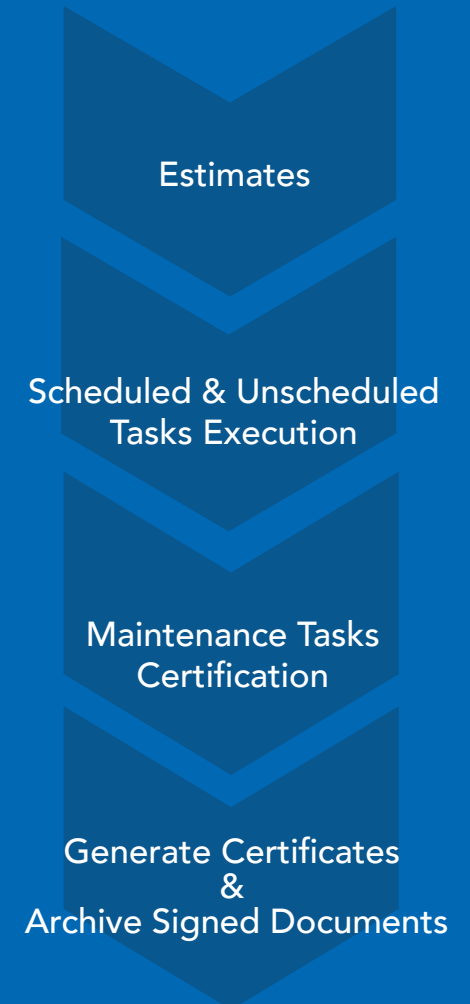 Estimates
Scheduled & Unscheduled
Tasks Execution
Maintenance Tasks
Certification
Generate Certificates
&
Archive Signed Documents